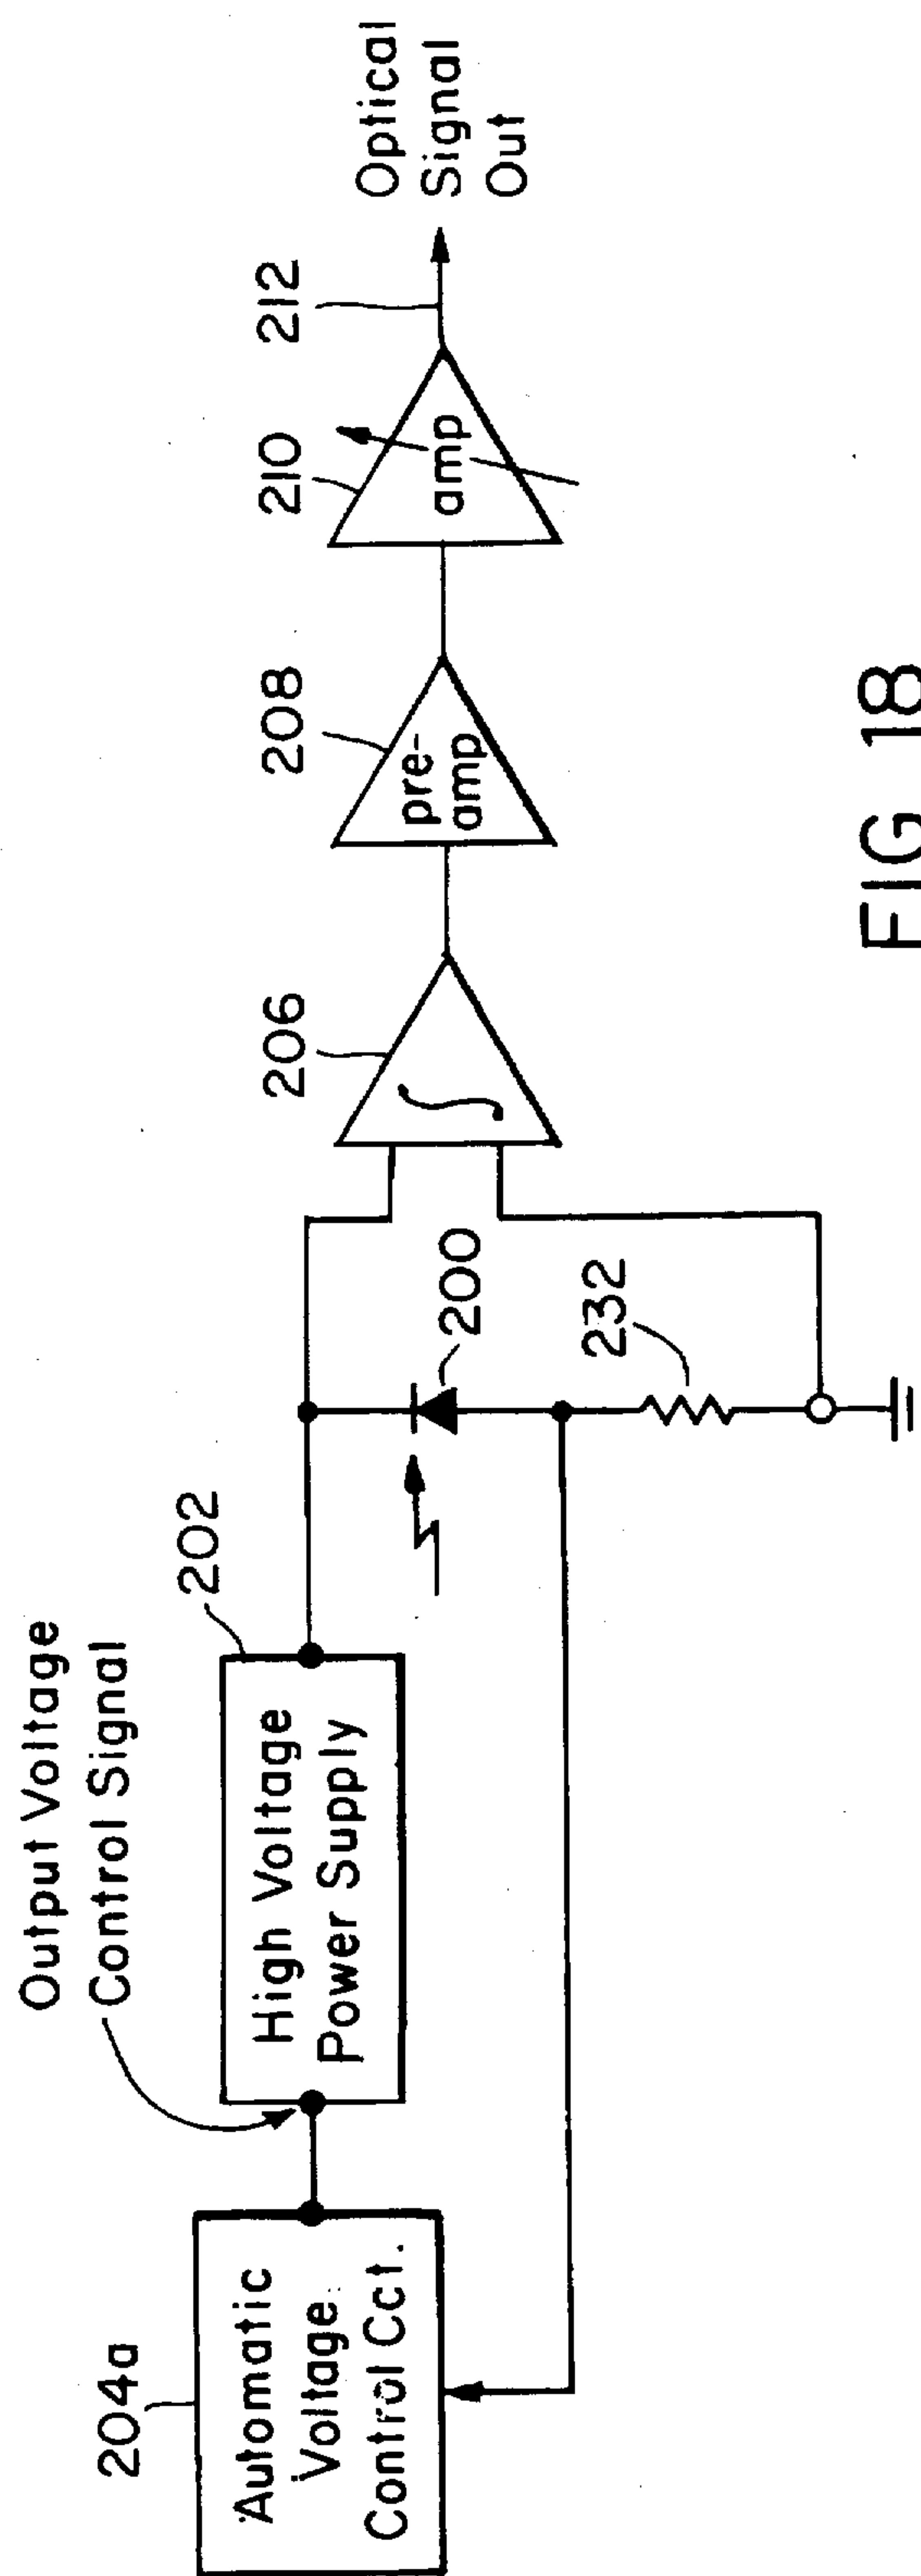 Output Voltage
Control Signal
204a
Automatic
Voltage
Control Cct.
202
High Voltage
Power Supply
200
232
206
208
pre-
amp
210
amp
212
Optical
Signal
Out
FIG 18